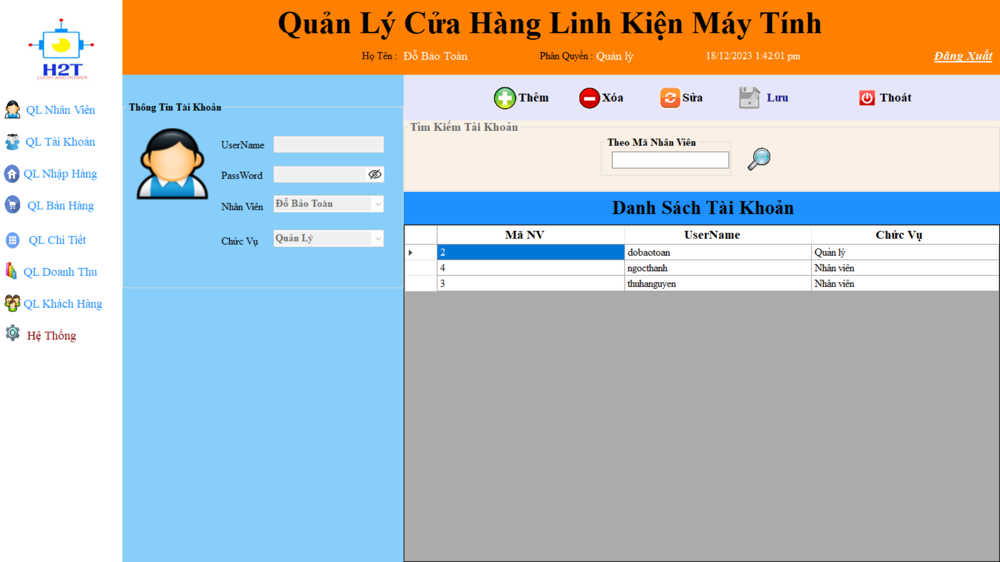 H2T
LUCKY AND POWER
QL Nhân Viên
QL Tài Khoản
QL Nhập Hàng
QL Bán Hàng
QL Chi Tiết
QL Doanh Thu
QL Khách Hàng
Hệ Thống
Quản Lý Cửa Hàng Linh Kiện Máy Tính
Họ Tên : Đỗ Bảo Toàn Phân Quyền : Quản lý 18/12/2023 1:42:01 pm Đăng Xuất
Thông Tin Tài Khoản
UserName
PassWord
Nhân Viên Đỗ Bảo Toàn
Chức Vụ Quản Lý
Thêm Xóa Sửa Lưu Thoát
Tìm Kiếm Tài Khoản
Theo Mã Nhân Viên
Danh Sách Tài Khoản
Mã NV UserName Chức Vụ
2 dobaotoan Quản lý
4 ngocthanh Nhân viên
3 thuhanguyen Nhân viên